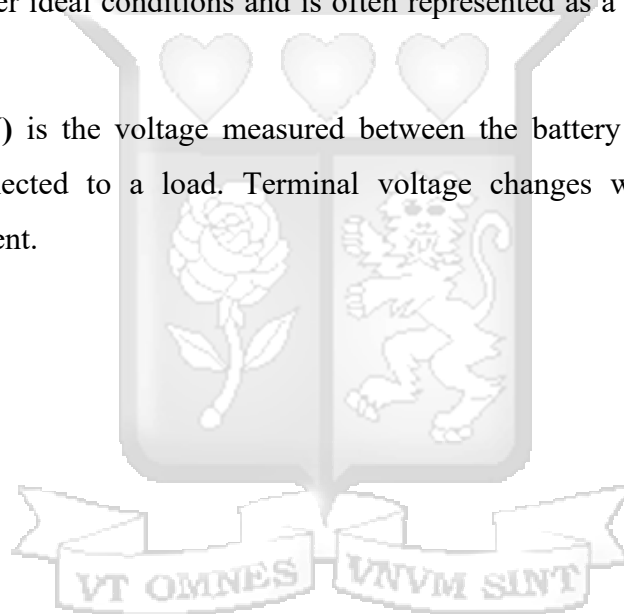 er ideal conditions and is often represented as a
) is the voltage measured between the battery
nected to a load. Terminal voltage changes w
ent.
VT OMNES VNVM SINT